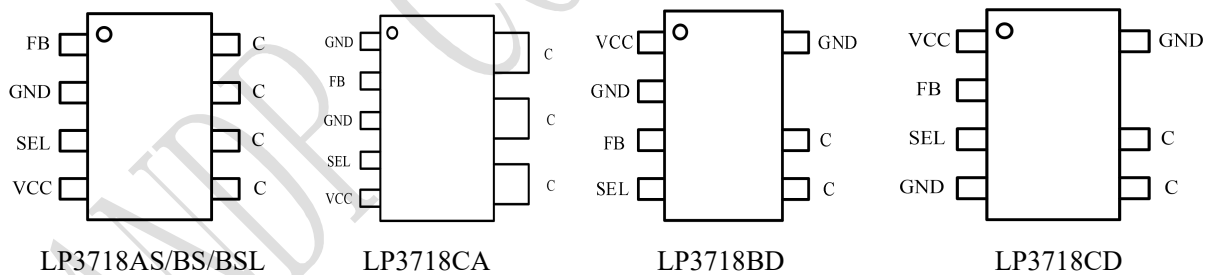 FB C
GND C
SEL C
VCC C
LP3718AS/BS/BSL
GND
C
FB
GND C
SEL
C
VCC
LP3718CA
VCC GND
GND
FB C
SEL C
LP3718BD
VCC GND
FB
SEL C
GND C
LP3718CD